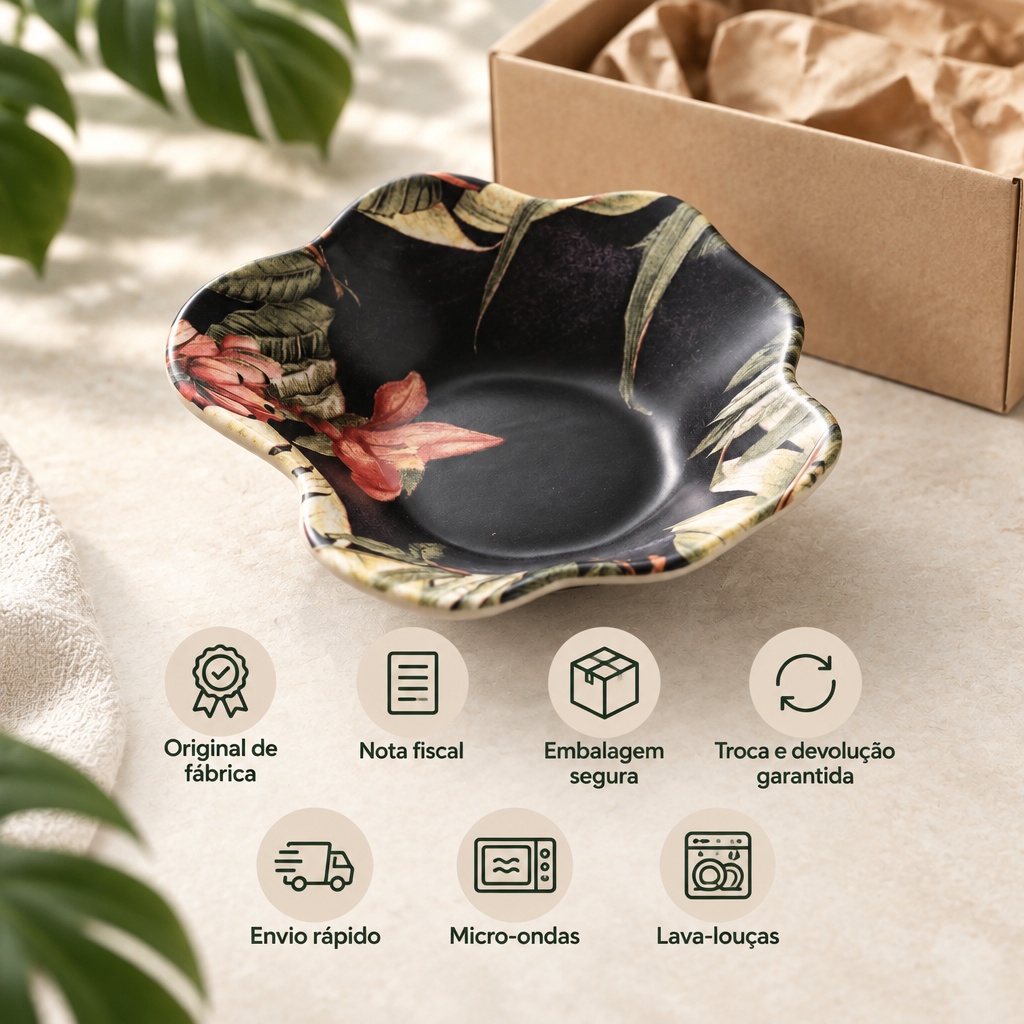 Original de
fábrica
Nota fiscal
Embalagem
segura
Troca e devolução
garantida
Envio rápido
Micro-ondas
Lava-louças